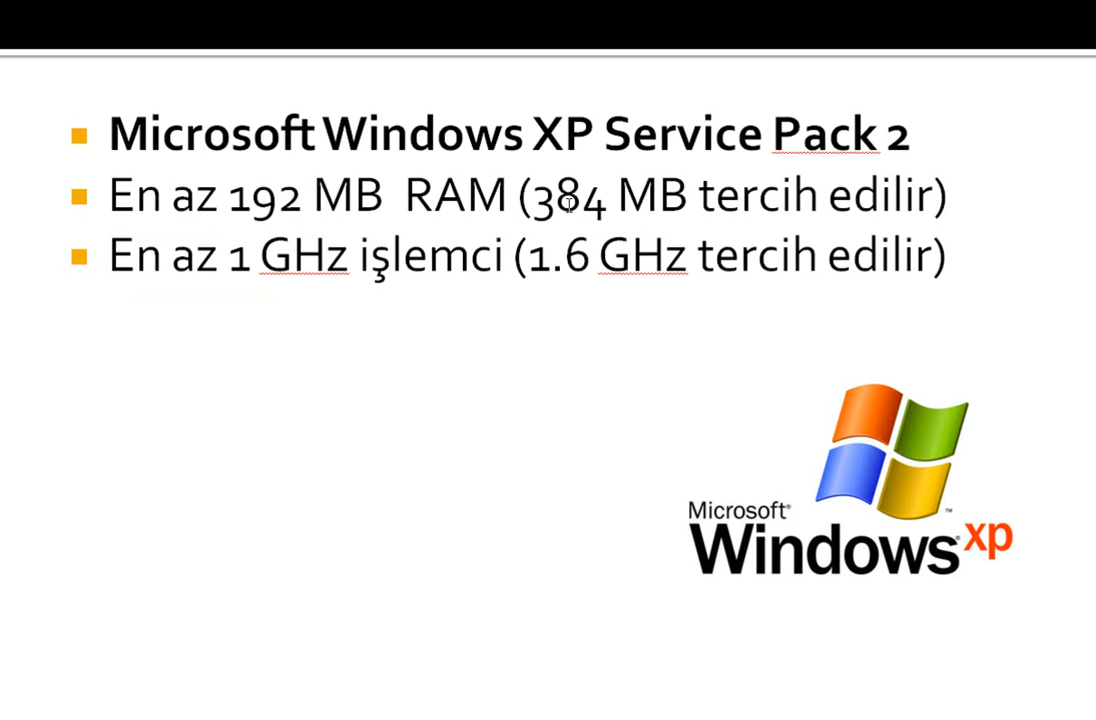 Microsoft Windows XP Service Pack 2
En az 192 MB RAM (384 MB tercih edilir)
En az 1 GHz işlemci (1.6 GHz tercih edilir)
Microsoft®
Windows® xp™